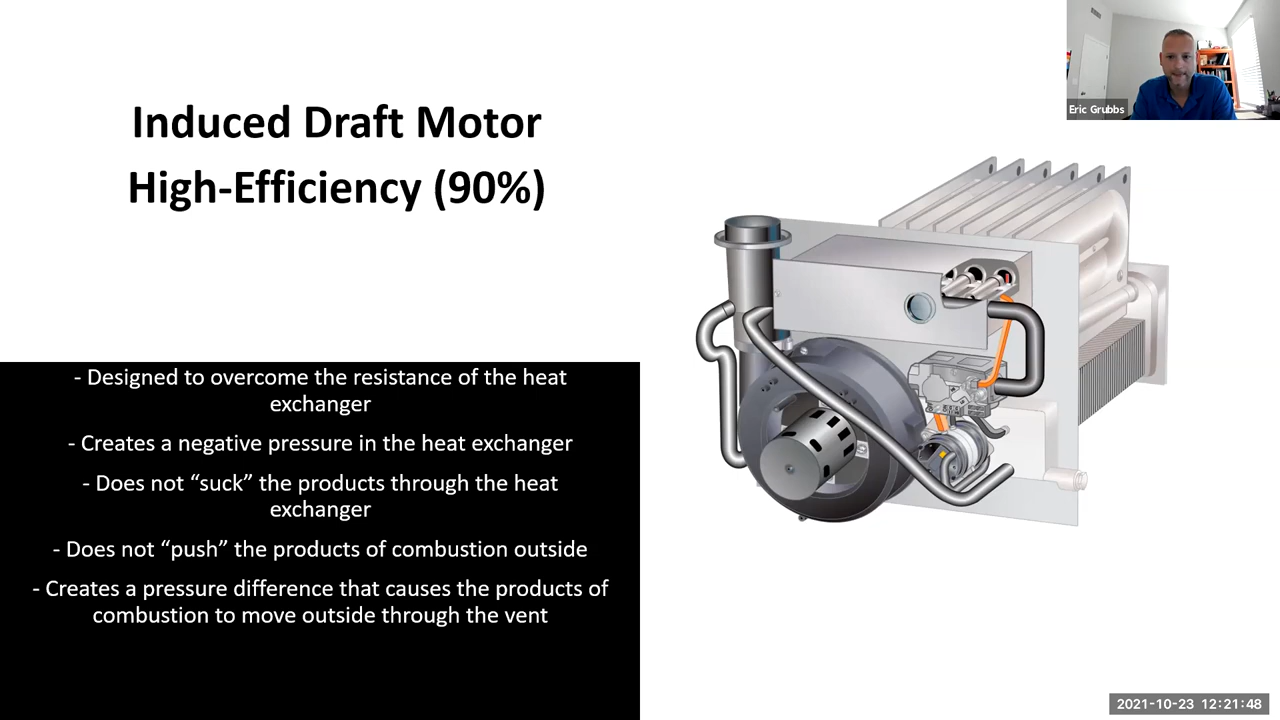 Induced Draft Motor
High-Efficiency (90%)
- Designed to overcome the resistance of the heat
exchanger
- Creates a negative pressure in the heat exchanger
- Does not “suck” the products through the heat
exchanger
- Does not “push” the products of combustion outside
- Creates a pressure difference that causes the products of
combustion to move outside through the vent
Eric Grubbs
2021-10-23 12:21:48